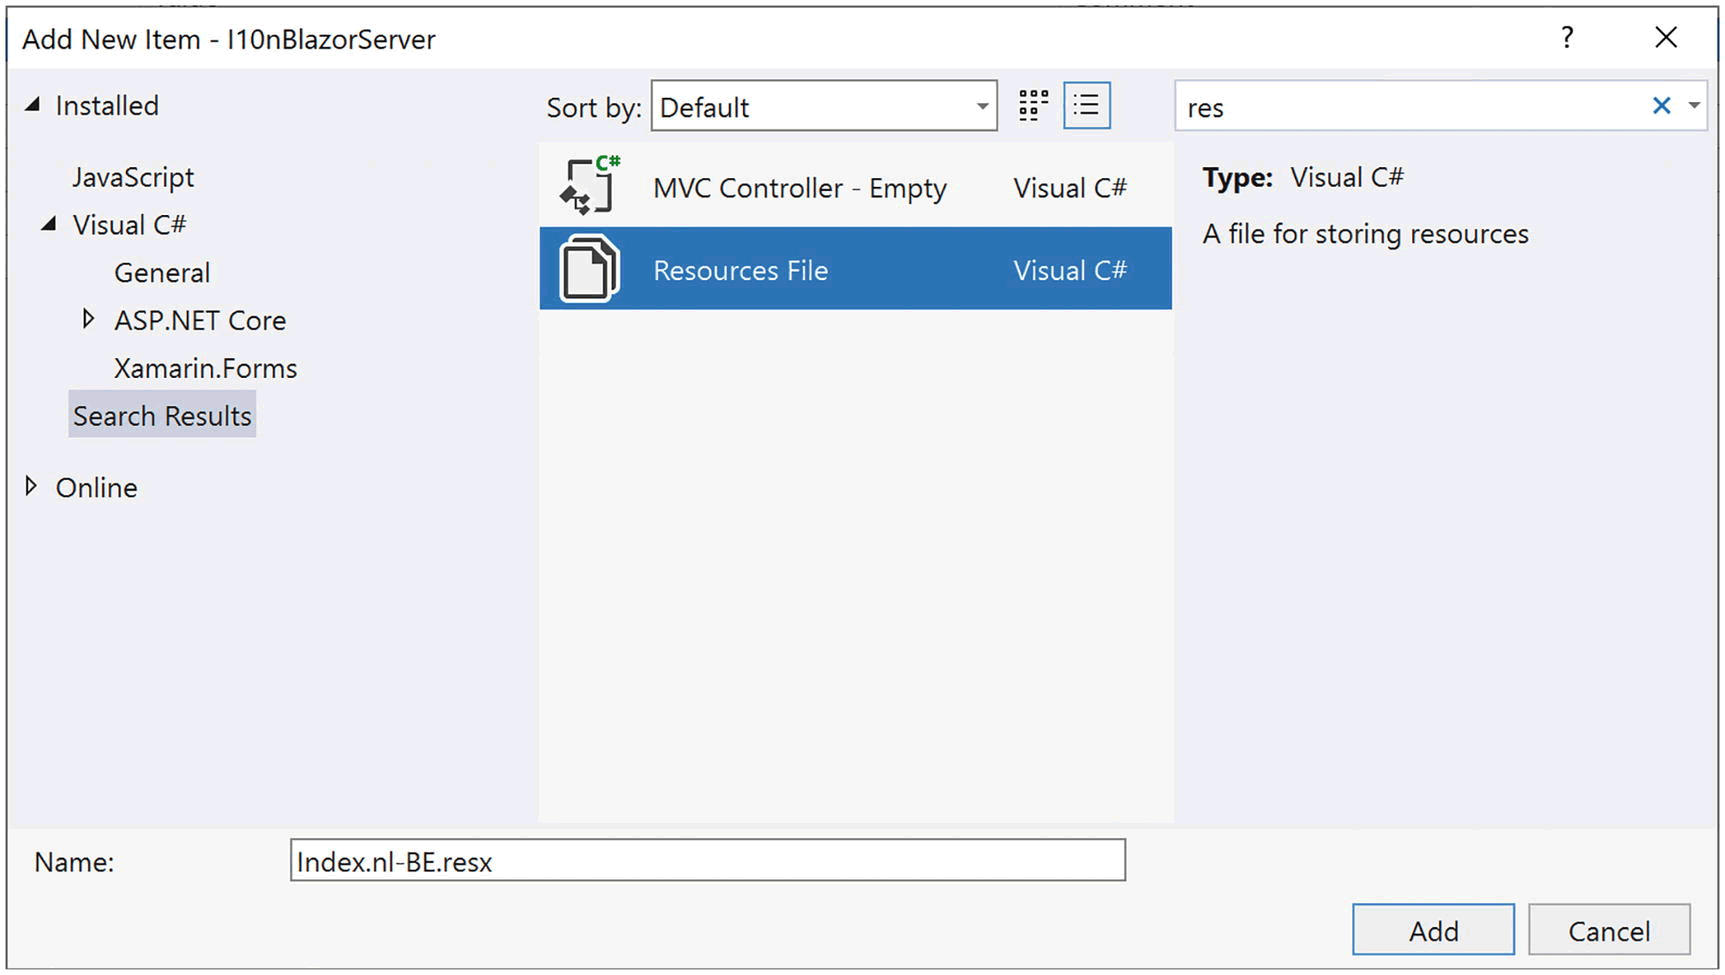 Add New Item - I10nBlazorServer
?
Installed
Sort by: Default
res
JavaScript
Visual C#
General
ASP.NET Core
Xamarin.Forms
Search Results
Online
C#
MVC Controller - Empty Visual C#
Resources File Visual C#
Type: Visual C#
A file for storing resources
Name: Index.nl-BE.resx
Add Cancel